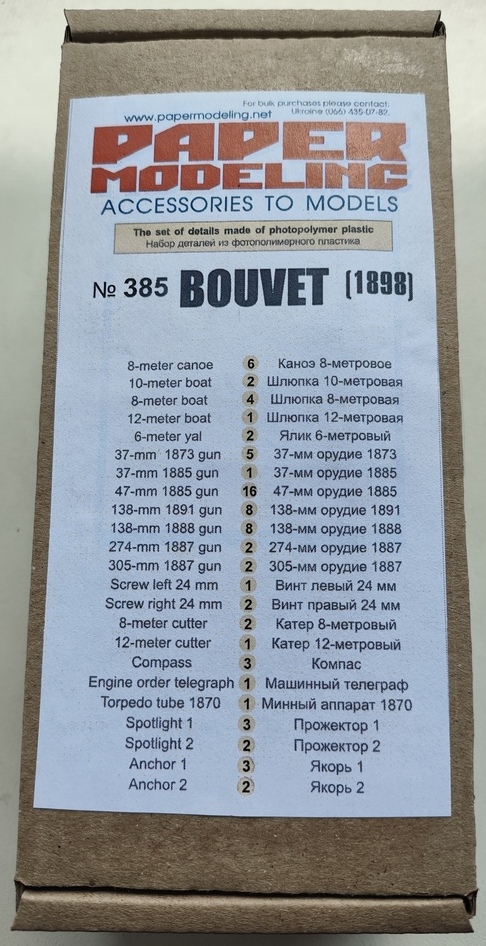 For bulk purchases please contact:
www.papermodeling.net Ukraine (066) 435-07-82,
PAPER
MODELING
ACCESSORIES TO MODELS
The set of details made of photopolymer plastic
Набор деталей из фотополимерного пластика
№ 385 BOUVET (1898)
8-meter canoe 6 Каноэ 8-метровое
10-meter boat 2 Шлюпка 10-метровая
8-meter boat 4 Шлюпка 8-метровая
12-meter boat 1 Шлюпка 12-метровая
6-meter yal 2 Ялик 6-метровый
37-mm 1873 gun 5 37-мм орудие 1873
37-mm 1885 gun 1 37-мм орудие 1885
47-mm 1885 gun 16 47-мм орудие 1885
138-mm 1891 gun 8 138-мм орудие 1891
138-mm 1888 gun 8 138-мм орудие 1888
274-mm 1887 gun 2 274-мм орудие 1887
305-mm 1887 gun 2 305-мм орудие 1887
Screw left 24 mm 1 Винт левый 24 мм
Screw right 24 mm 2 Винт правый 24 мм
8-meter cutter 2 Катер 8-метровый
12-meter cutter 1 Катер 12-метровый
Compass 3 Компас
Engine order telegraph 1 Машинный телеграф
Torpedo tube 1870 1 Минный аппарат 1870
Spotlight 1 3 Прожектор 1
Spotlight 2 2 Прожектор 2
Anchor 1 3 Якорь 1
Anchor 2 2 Якорь 2